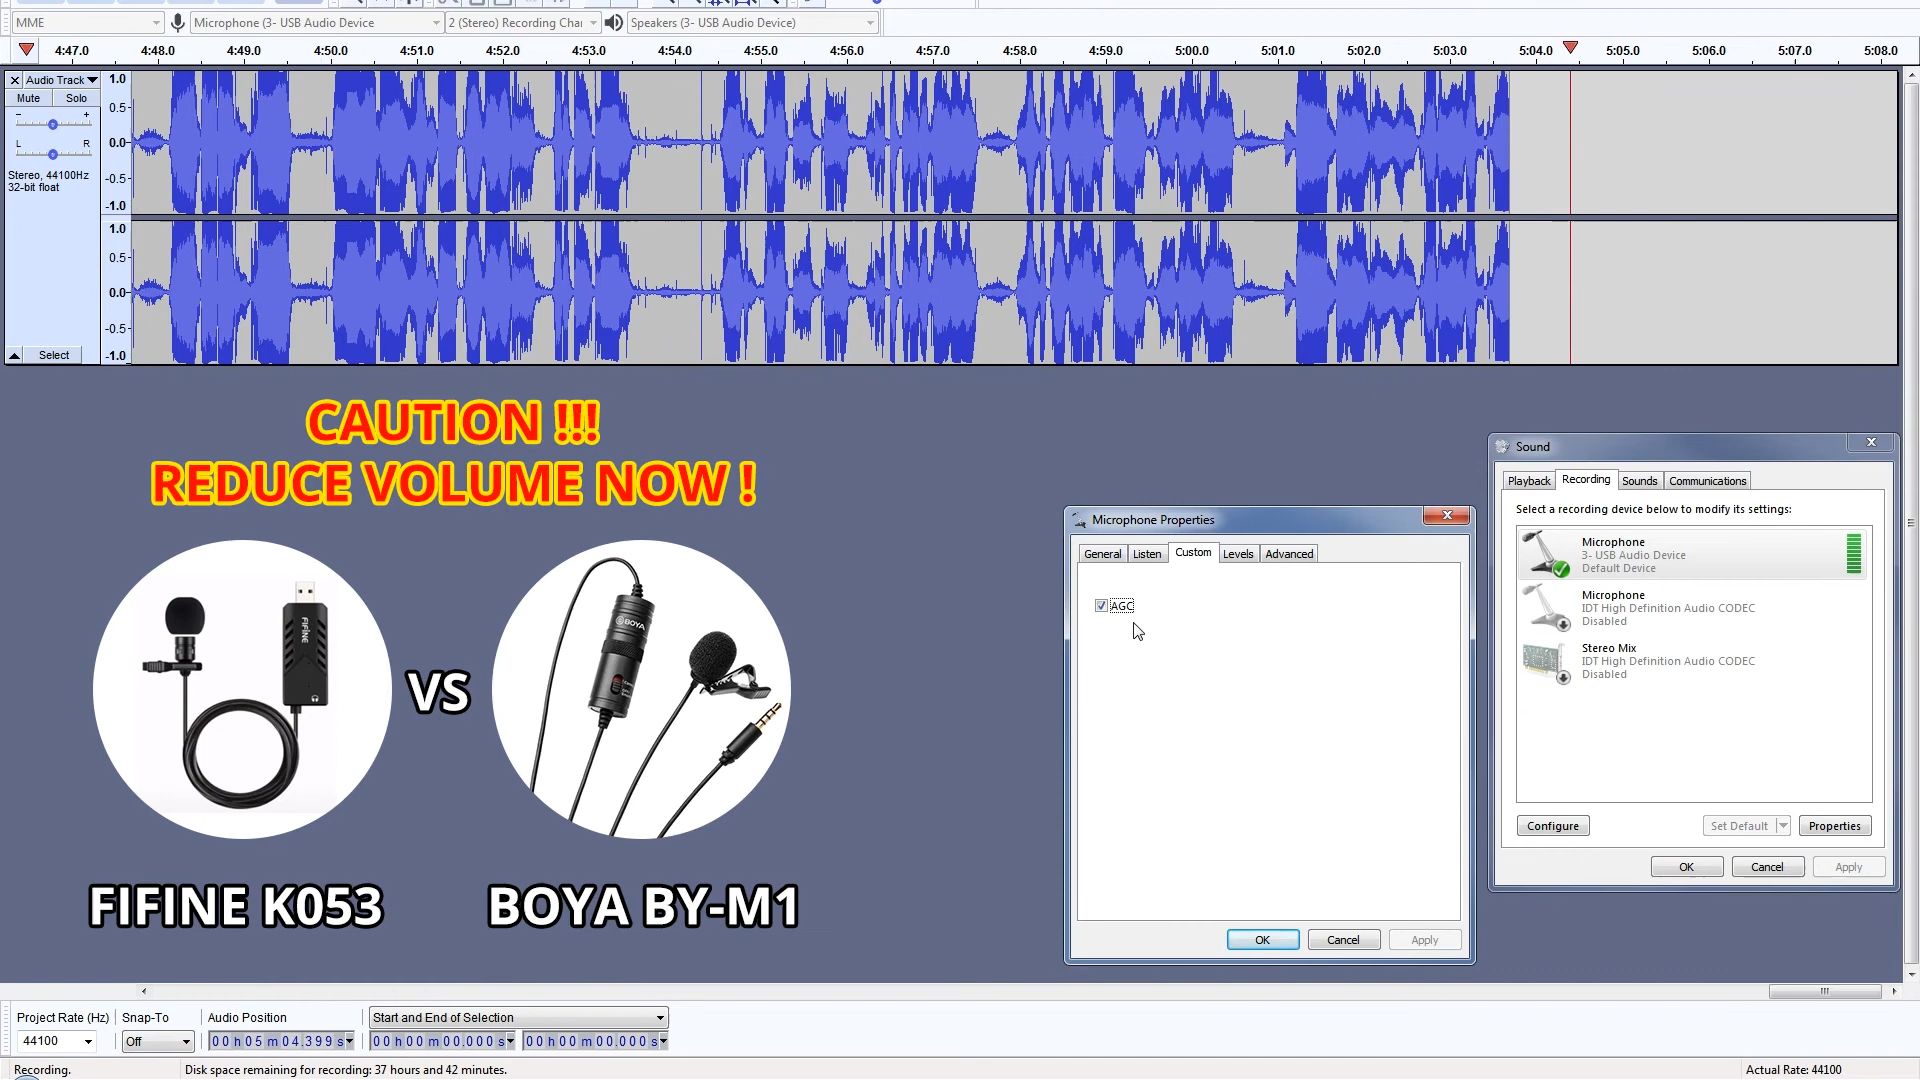 MME
Microphone (3- USB Audio Device
2 (Stereo) Recording Chai
Speakers (3- USB Audio Device)
4:47.0 4:48.0 4:49.0 4:50.0 4:51.0 4:52.0 4:53.0 4:54.0 4:55.0 4:56.0 4:57.0 4:58.0 4:59.0 5:00.0 5:01.0 5:02.0 5:03.0 5:04.0 5:05.0 5:06.0 5:07.0 5:08.0
Audio Track
Mute Solo
- +
L R
Stereo, 44100Hz
32-bit float
Select
1.0
0.5-
0.0-
-0.5-
-1.0
1.0
0.5-
0.0-
-0.5-
-1.0
CAUTION !!!
REDUCE VOLUME NOW !
FIFINE
BOYA
VS
FIFINE K053
BOYA BY-M1
Microphone Properties
General Listen Custom Levels Advanced
AGC
OK Cancel Apply
Sound
Playback Recording Sounds Communications
Select a recording device below to modify its settings:
Microphone
3- USB Audio Device
Default Device
Microphone
IDT High Definition Audio CODEC
Disabled
Stereo Mix
IDT High Definition Audio CODEC
Disabled
Configure Set Default Properties
OK Cancel Apply
Project Rate (Hz) Snap-To Audio Position Start and End of Selection
44100 Off 00 h 05 m 04.399 s 00 h 00 m 00.000 s 00 h 00 m 00.000 s
Recording. Disk space remaining for recording: 37 hours and 42 minutes. Actual Rate: 44100